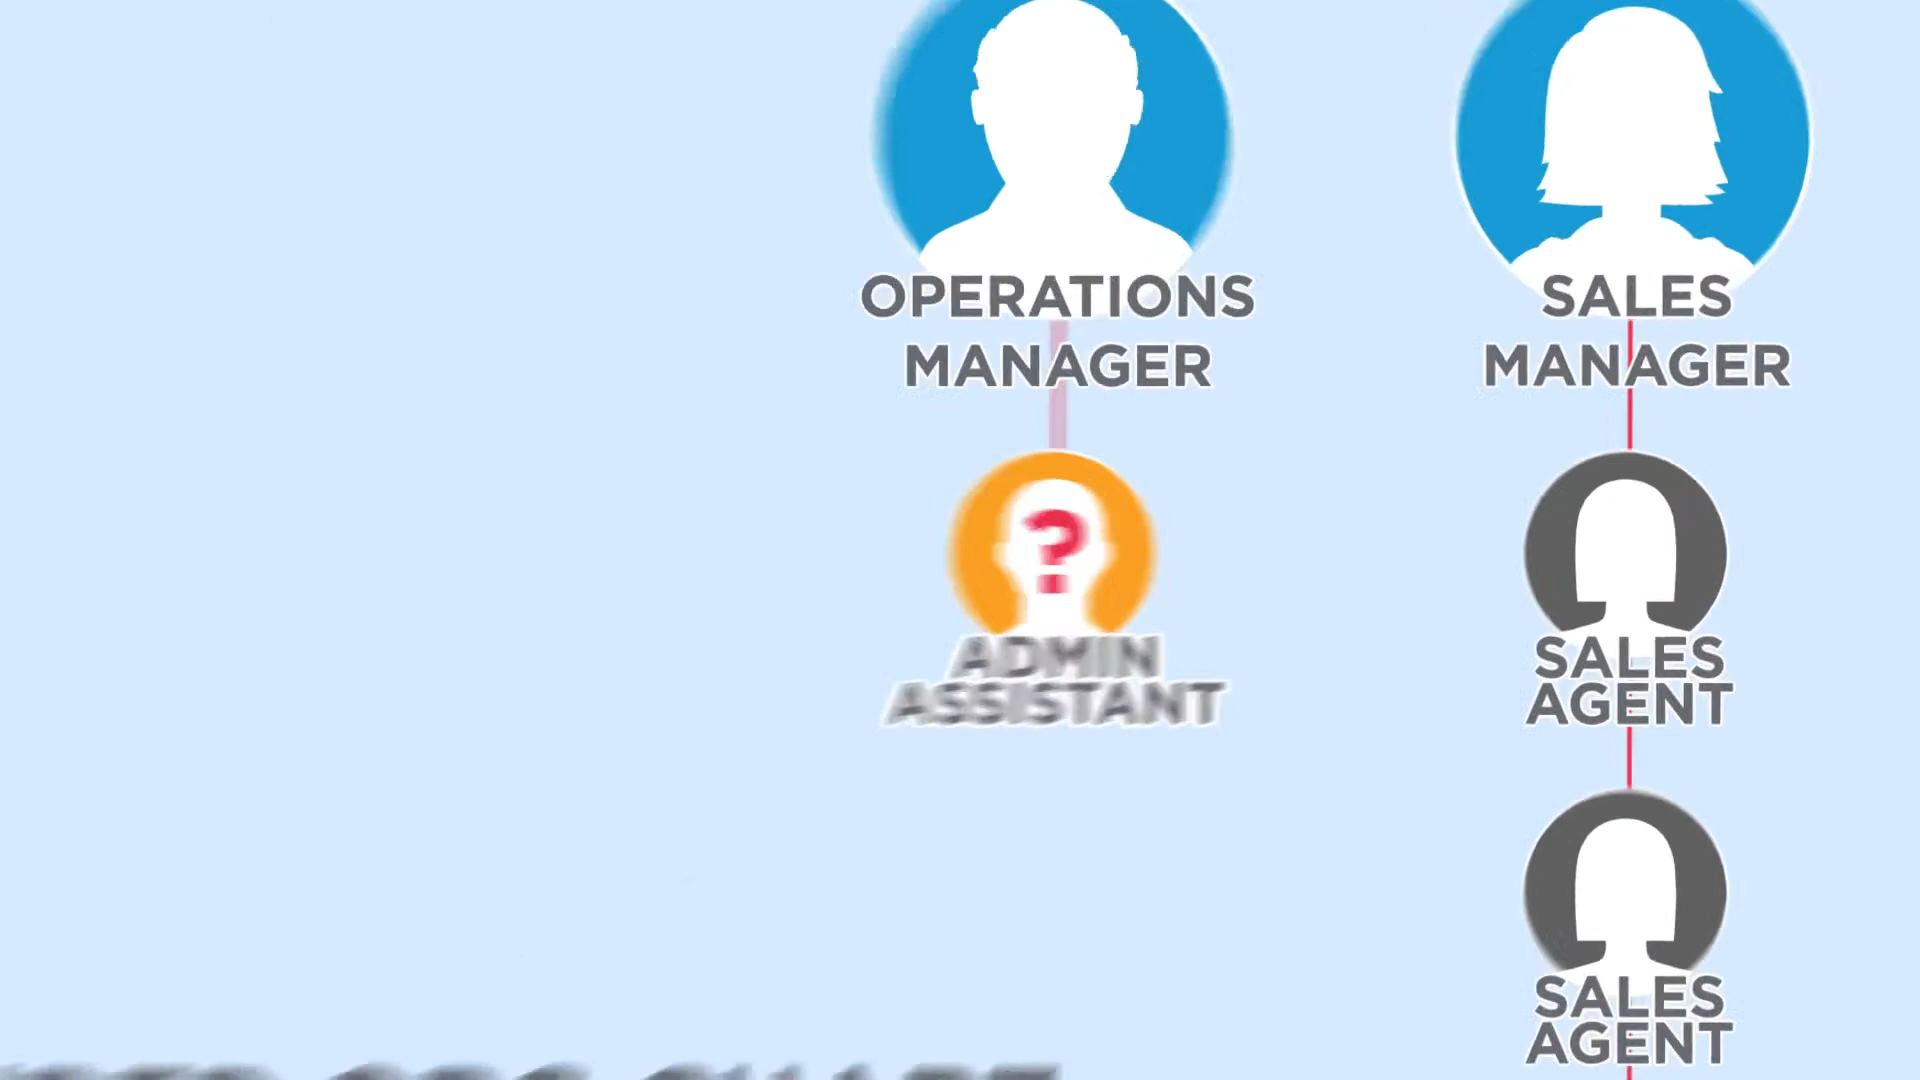 OPERATIONS
MANAGER
SALES
MANAGER
?
ADMIN
ASSISTANT
SALES
AGENT
SALES
AGENT